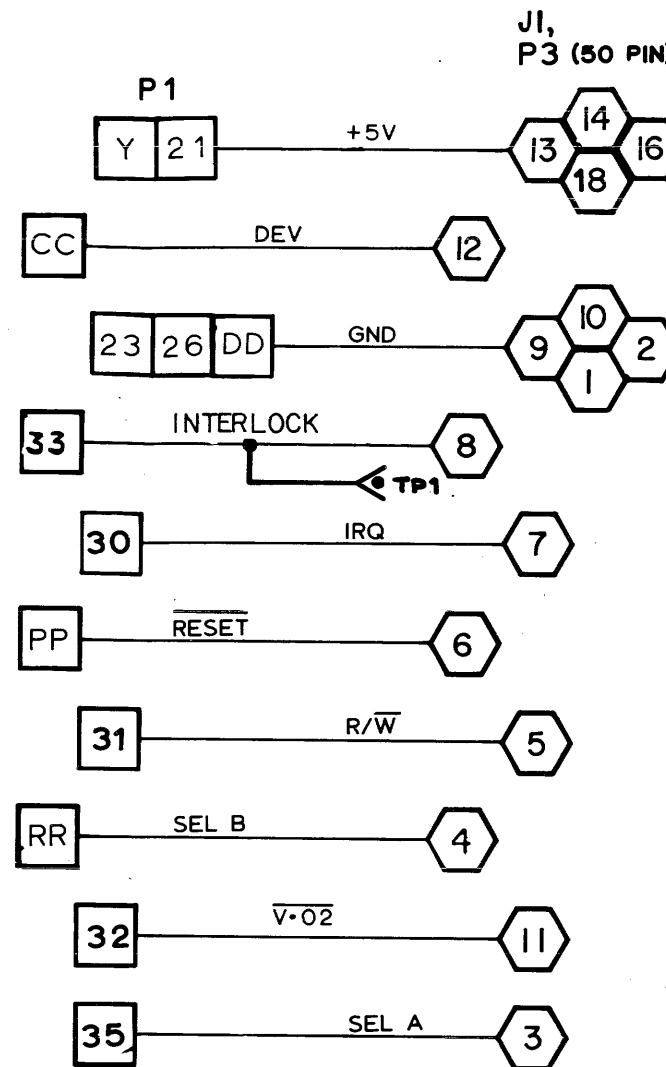 J1,
P3 (50 PIN)
P1
Y 21 +5V 13 14 18 16
CC DEV 12
23 26 DD GND 9 10 1 2
33 INTERLOCK 8
TP1
30 IRQ 7
PP RESET 6
31 R/W 5
RR SEL B 4
32 V•02 11
35 SEL A 3